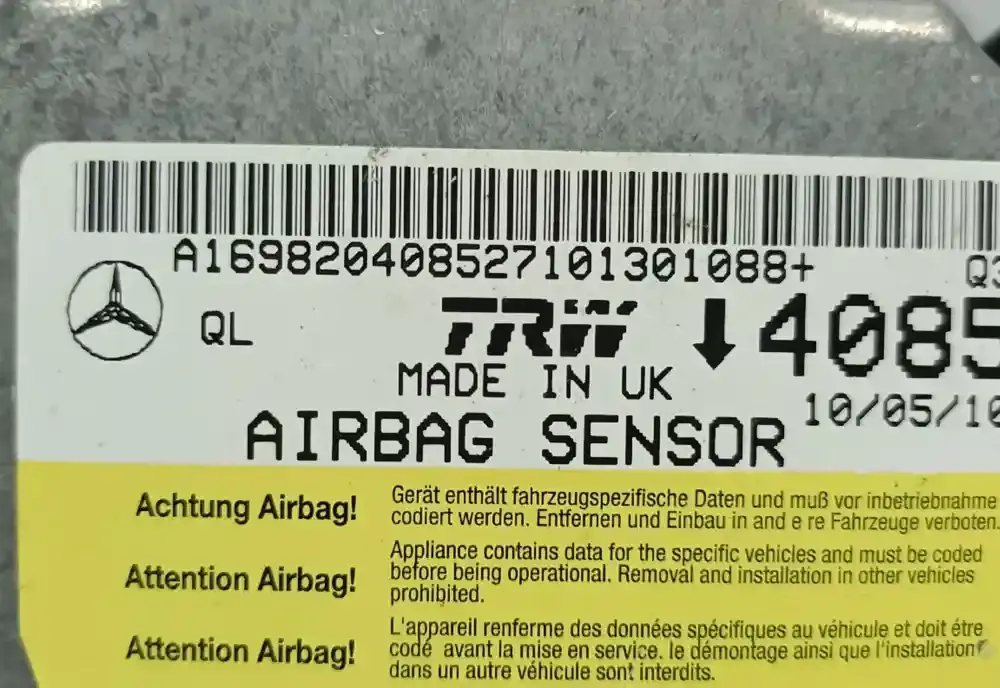 A169820408527101301088+
Q3
QL
TRW
4085
MADE IN UK
10/05/10
AIRBAG SENSOR
Achtung Airbag!
Gerät enthält fahrzeugspezifische Daten und muß vor inbetriebnahme
codiert werden. Entfernen und Einbau in and e re Fahrzeuge verboten.
Attention Airbag!
Appliance contains data for the specific vehicles and must be coded
before being operational. Removal and installation in other vehicles
prohibited.
Attention Airbag!
L'appareil renferme des données spécifiques au véhicule et doit étre
codé avant la mise en service. le démontage ainsi que l'installation
dans un autre véhicule sont interdits.